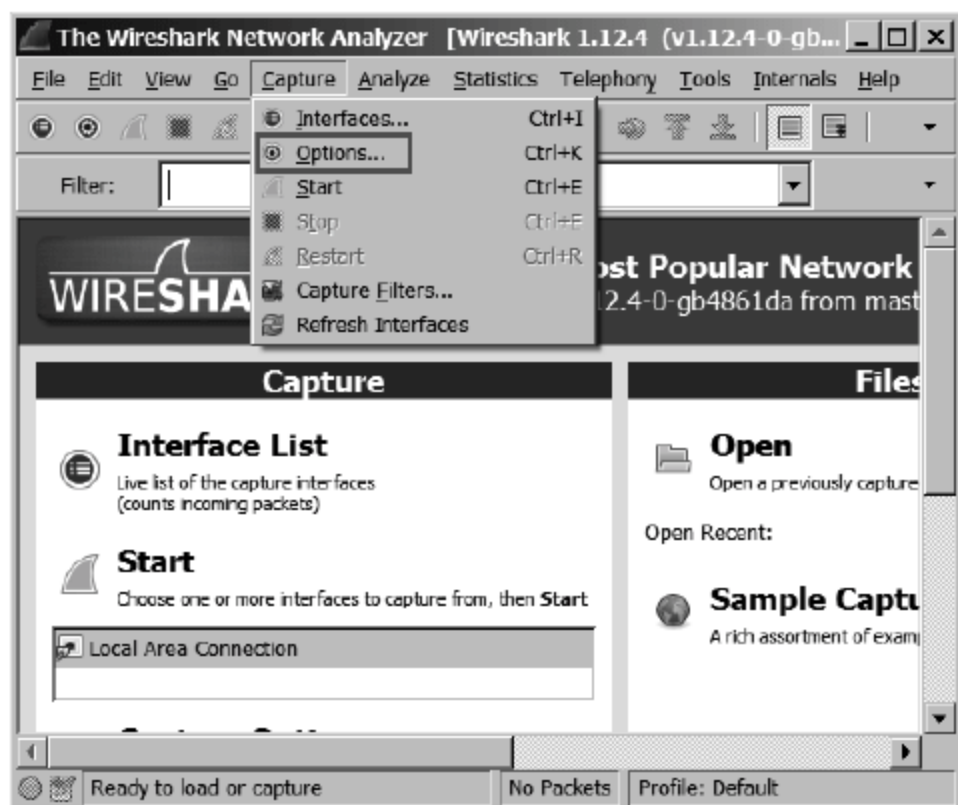 The Wireshark Network Analyzer [Wireshark 1.12.4 (v1.12.4-0-gb...
File Edit View Go Capture Analyze Statistics Telephony Tools Internals Help
Interfaces... Ctrl+I
Options... Ctrl+K
Start Ctrl+E
Stop Ctrl+E
Restart Ctrl+R
Capture Filters...
Refresh Interfaces
Filter:
WIRESHA
ost Popular Network
12.4-0-gb4861da from mast
Capture
Interface List
Live list of the capture interfaces
(counts incoming packets)
Start
Choose one or more interfaces to capture from, then Start
Local Area Connection
Files
Open
Open a previously capture
Open Recent:
Sample Captu
A rich assortment of examp
Ready to load or capture No Packets Profile: Default